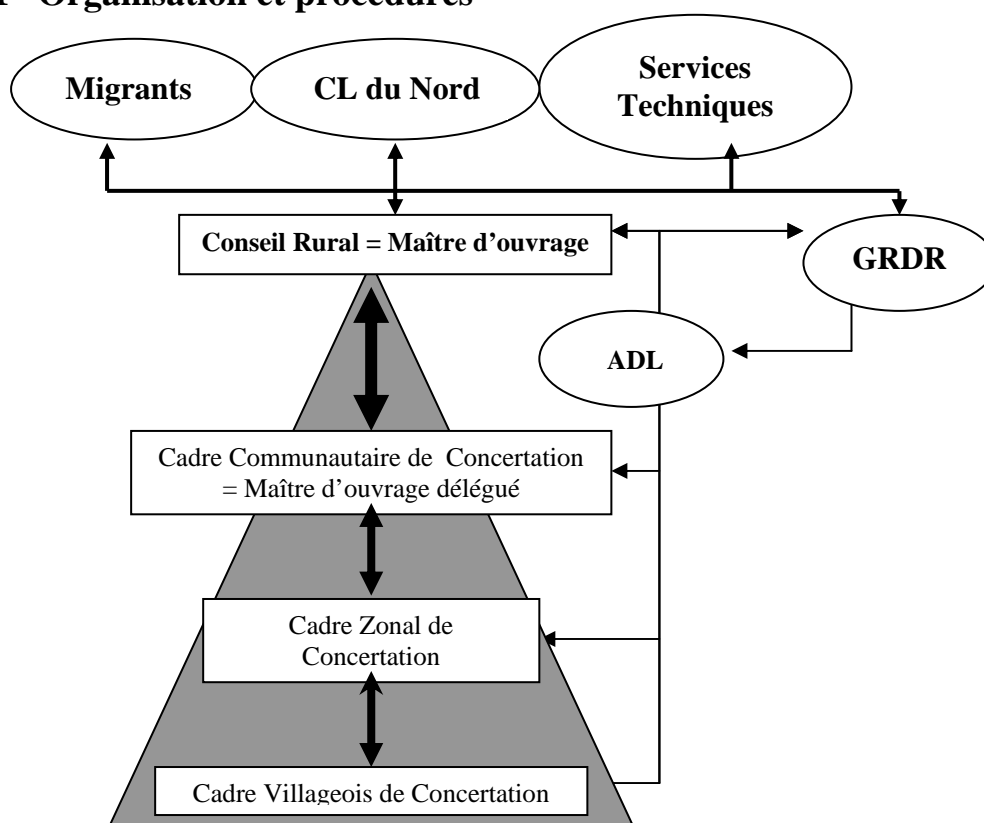 Organisation et procédures
Migrants
CL du Nord
Services
Techniques
Conseil Rural = Maître d'ouvrage
GRDR
ADL
Cadre Communautaire de Concertation
= Maître d'ouvrage délégué
Cadre Zonal de
Concertation
Cadre Villageois de Concertation